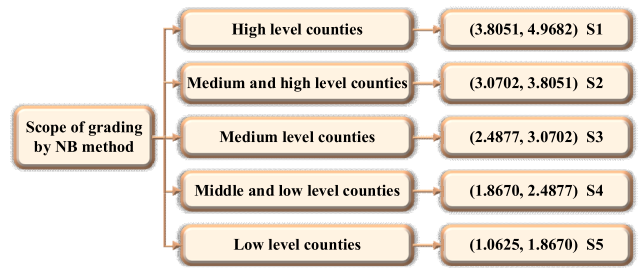 Scope of grading
by NB method
High level counties
(3.8051, 4.9682) S1
Medium and high level counties
(3.0702, 3.8051) S2
Medium level counties
(2.4877, 3.0702) S3
Middle and low level counties
(1.8670, 2.4877) S4
Low level counties
(1.0625, 1.8670) S5